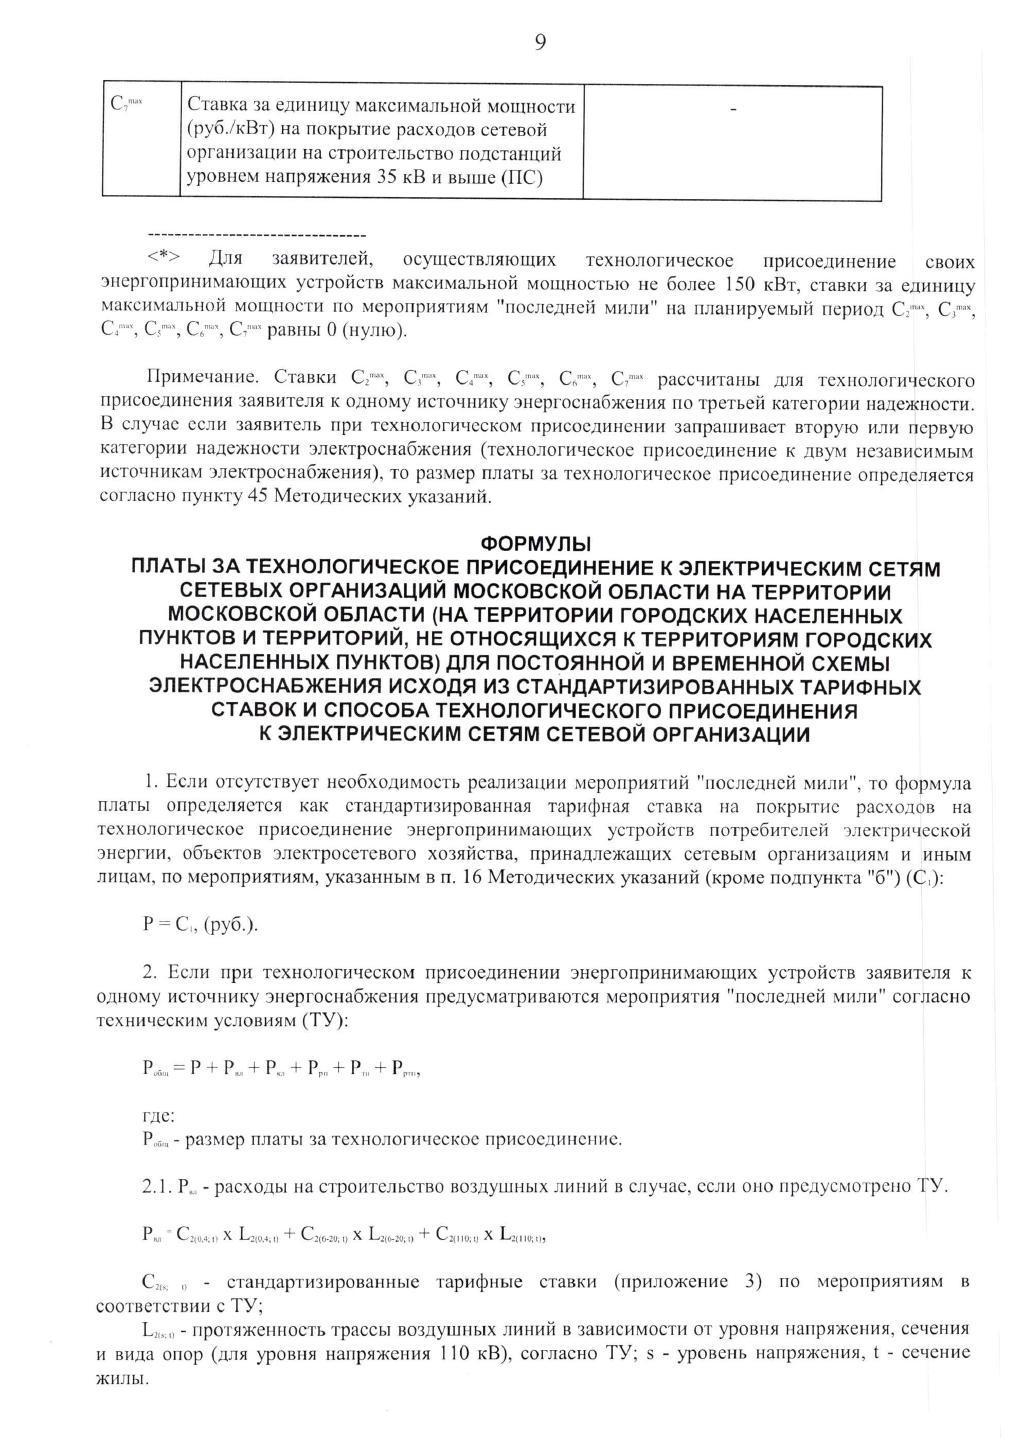 9
C₇ᵐᵃˣ Ставка за единицу максимальной мощности -
(руб./кВт) на покрытие расходов сетевой
организации на строительство подстанций
уровнем напряжения 35 кВ и выше (ПС)
--------------------------------
<*> Для заявителей, осуществляющих технологическое присоединение своих
энергопринимающих устройств максимальной мощностью не более 150 кВт, ставки за единицу
максимальной мощности по мероприятиям "последней мили" на планируемый период C₂ᵐᵃˣ, C₃ᵐᵃˣ,
C₄ᵐᵃˣ, C₅ᵐᵃˣ, C₆ᵐᵃˣ, C₇ᵐᵃˣ равны 0 (нулю).
Примечание. Ставки C₂ᵐᵃˣ, C₃ᵐᵃˣ, C₄ᵐᵃˣ, C₅ᵐᵃˣ, C₆ᵐᵃˣ, C₇ᵐᵃˣ рассчитаны для технологического
присоединения заявителя к одному источнику энергоснабжения по третьей категории надежности.
В случае если заявитель при технологическом присоединении запрашивает вторую или первую
категории надежности электроснабжения (технологическое присоединение к двум независимым
источникам электроснабжения), то размер платы за технологическое присоединение определяется
согласно пункту 45 Методических указаний.
ФОРМУЛЫ
ПЛАТЫ ЗА ТЕХНОЛОГИЧЕСКОЕ ПРИСОЕДИНЕНИЕ К ЭЛЕКТРИЧЕСКИМ СЕТЯМ
СЕТЕВЫХ ОРГАНИЗАЦИЙ МОСКОВСКОЙ ОБЛАСТИ НА ТЕРРИТОРИИ
МОСКОВСКОЙ ОБЛАСТИ (НА ТЕРРИТОРИИ ГОРОДСКИХ НАСЕЛЕННЫХ
ПУНКТОВ И ТЕРРИТОРИЙ, НЕ ОТНОСЯЩИХСЯ К ТЕРРИТОРИЯМ ГОРОДСКИХ
НАСЕЛЕННЫХ ПУНКТОВ) ДЛЯ ПОСТОЯННОЙ И ВРЕМЕННОЙ СХЕМЫ
ЭЛЕКТРОСНАБЖЕНИЯ ИСХОДЯ ИЗ СТАНДАРТИЗИРОВАННЫХ ТАРИФНЫХ
СТАВОК И СПОСОБА ТЕХНОЛОГИЧЕСКОГО ПРИСОЕДИНЕНИЯ
К ЭЛЕКТРИЧЕСКИМ СЕТЯМ СЕТЕВОЙ ОРГАНИЗАЦИИ
1. Если отсутствует необходимость реализации мероприятий "последней мили", то формула
платы определяется как стандартизированная тарифная ставка на покрытие расходов на
технологическое присоединение энергопринимающих устройств потребителей электрической
энергии, объектов электросетевого хозяйства, принадлежащих сетевым организациям и иным
лицам, по мероприятиям, указанным в п. 16 Методических указаний (кроме подпункта "б") (C₁):
P = C₁, (руб.).
2. Если при технологическом присоединении энергопринимающих устройств заявителя к
одному источнику энергоснабжения предусматриваются мероприятия "последней мили" согласно
техническим условиям (ТУ):
Pобщ = P + Pвл + Pкл + Pрп + Pтп + Pртп,
где:
Pобщ - размер платы за технологическое присоединение.
2.1. Pвл - расходы на строительство воздушных линий в случае, если оно предусмотрено ТУ.
Pвл = C2(0,4; t) x L2(0,4; t) + C2(6-20; t) x L2(6-20; t) + C2(110; t) x L2(110; t),
C2(s; t) - стандартизированные тарифные ставки (приложение 3) по мероприятиям в
соответствии с ТУ;
L2(s; t) - протяженность трассы воздушных линий в зависимости от уровня напряжения, сечения
и вида опор (для уровня напряжения 110 кВ), согласно ТУ; s - уровень напряжения, t - сечение
жилы.